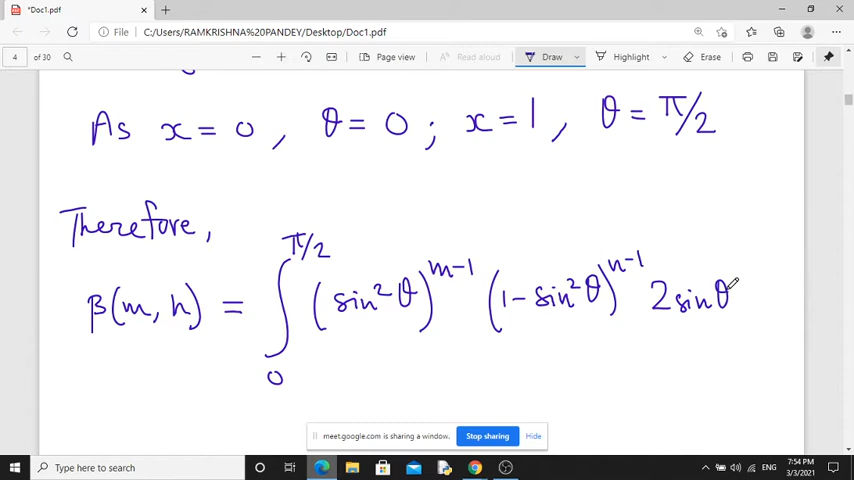 *Doc1.pdf
C:/Users/RAMKRISHNA%20PANDEY/Desktop/Doc1.pdf
4 of 30 Page view Read aloud Draw Highlight Erase
As x = 0 , θ = 0 ; x = 1 , θ = π/2
Therefore,
β(m, n) = ∫₀^{π/2} (sin²θ)^{m-1} (1 - sin²θ)^{n-1} 2 sinθ
meet.google.com is sharing a window. Stop sharing Hide
Type here to search
ENG
7:54 PM
3/3/2021